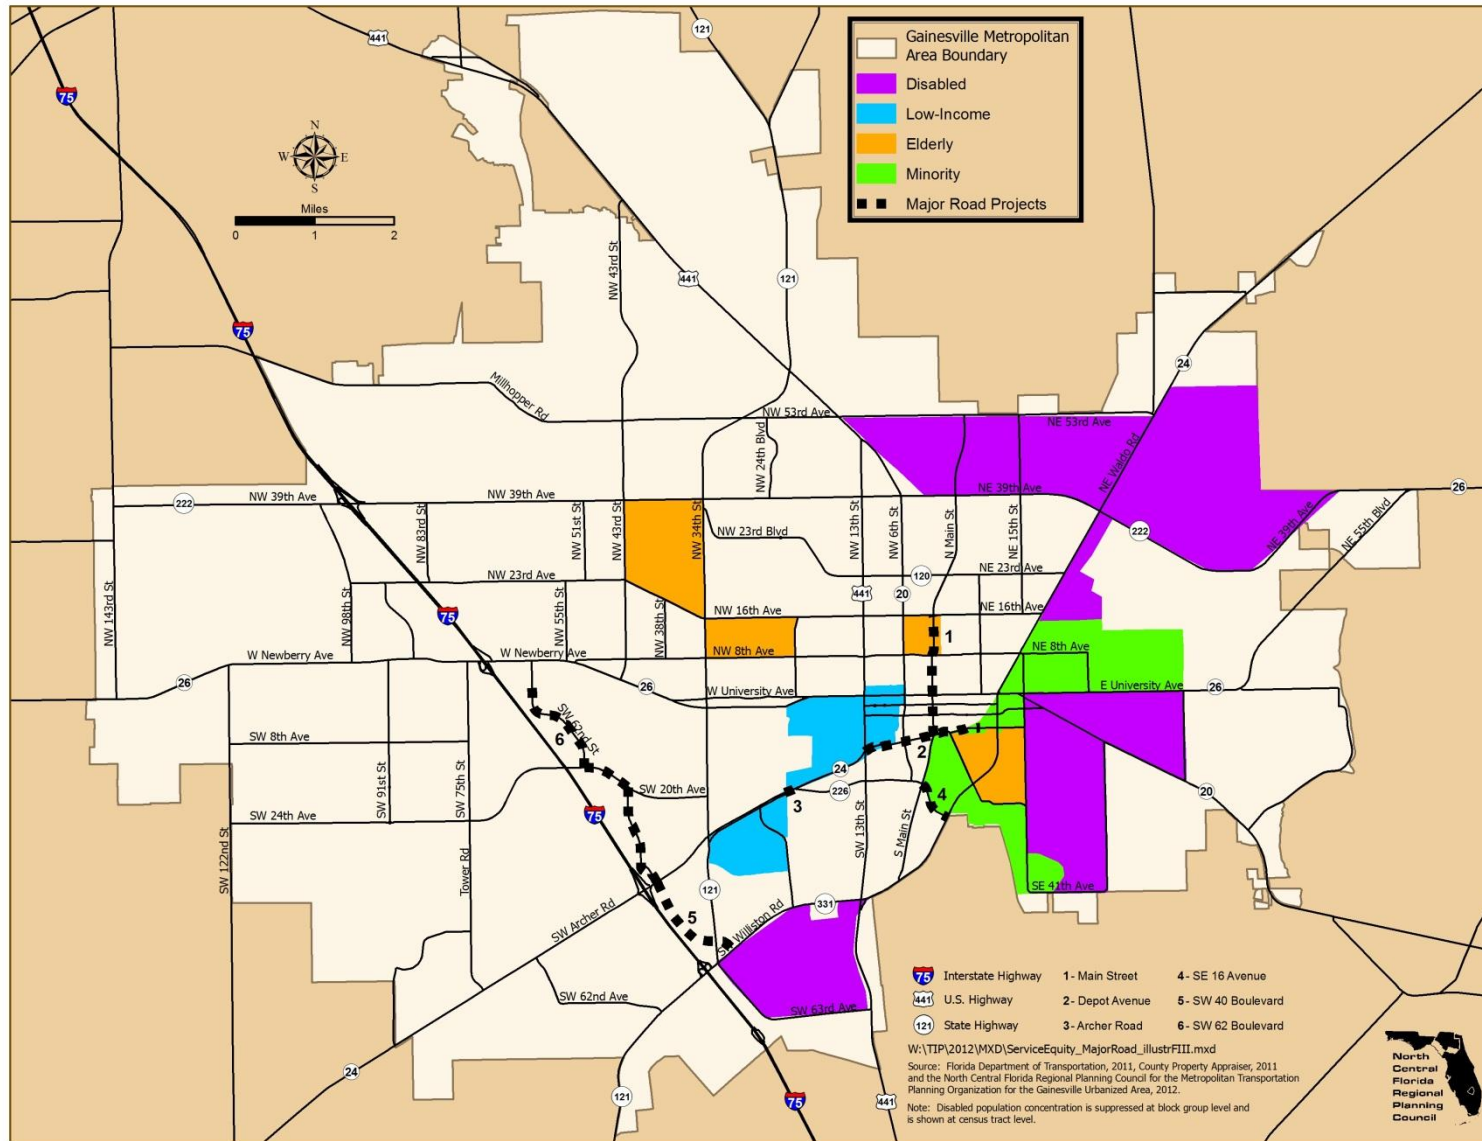 Gainesville Metropolitan
Area Boundary
Disabled
Low-Income
Elderly
Minority
Major Road Projects
441
121
75
N
W E
S
Miles
0 1 2
NW 43rd St
441
121
75
24
Millhopper Rd
NW 53rd Ave
NE 53rd Ave
NW 24th Blvd
NE Waldo Rd
222
NW 39th Ave
NW 39th Ave
NE 39th Ave
26
NW 83rd St
NW 51st St
NW 43rd St
NW 34th St
NW 23rd Blvd
NW 13th St
NW 6th St
N Main St
NE 15th St
222
NE 39th Ave
NE 55th Blvd
NW 143rd St
NW 98th St
NW 23rd Ave
120
NE 23rd Ave
441
20
75
NW 55th St
NW 38th St
NW 16th Ave
NE 16th Ave
1
W Newberry Ave
W Newberry Ave
NW 8th Ave
NE 8th Ave
26
26
W University Ave
E University Ave
26
SW 62nd St
6
SW 8th Ave
1
2
24
SW 91st St
SW 75th St
SW 20th Ave
3
226
4
20
SW 24th Ave
75
SW 122nd St
Tower Rd
SW 13th St
S Main St
121
SE 41th Ave
SW Archer Rd
5
SW Williston Rd
331
SW 62nd Ave
SW 63rd Ave
24
121
75
441
75 Interstate Highway 1 - Main Street 4 - SE 16 Avenue
441 U.S. Highway 2 - Depot Avenue 5 - SW 40 Boulevard
121 State Highway 3 - Archer Road 6 - SW 62 Boulevard
W:\TIP\2012\MXD\ServiceEquity_MajorRoad_illustrFIII.mxd
Source: Florida Department of Transportation, 2011, County Property Appraiser, 2011
and the North Central Florida Regional Planning Council for the Metropolitan Transportation
Planning Organization for the Gainesville Urbanized Area, 2012.
Note: Disabled population concentration is suppressed at block group level and
is shown at census tract level.
North
Central
Florida
Regional
Planning
Council